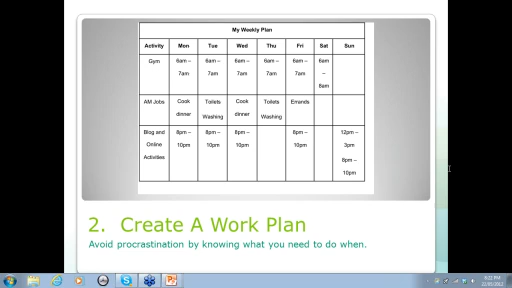 My Weekly Plan
Activity Mon Tue Wed Thu Fri Sat Sun
Gym 6am – 6am – 6am – 6am – 6am – 6am
7am 7am 7am 7am 7am –
8am
AM Jobs Cook Toilets Cook Toilets Errands
dinner Washing dinner Washing
Blog and 8pm – 8pm – 8pm – 8pm – 12pm –
Online 10pm 10pm 10pm 10pm 3pm
Activities 8pm –
10pm
2. Create A Work Plan
Avoid procrastination by knowing what you need to do when.